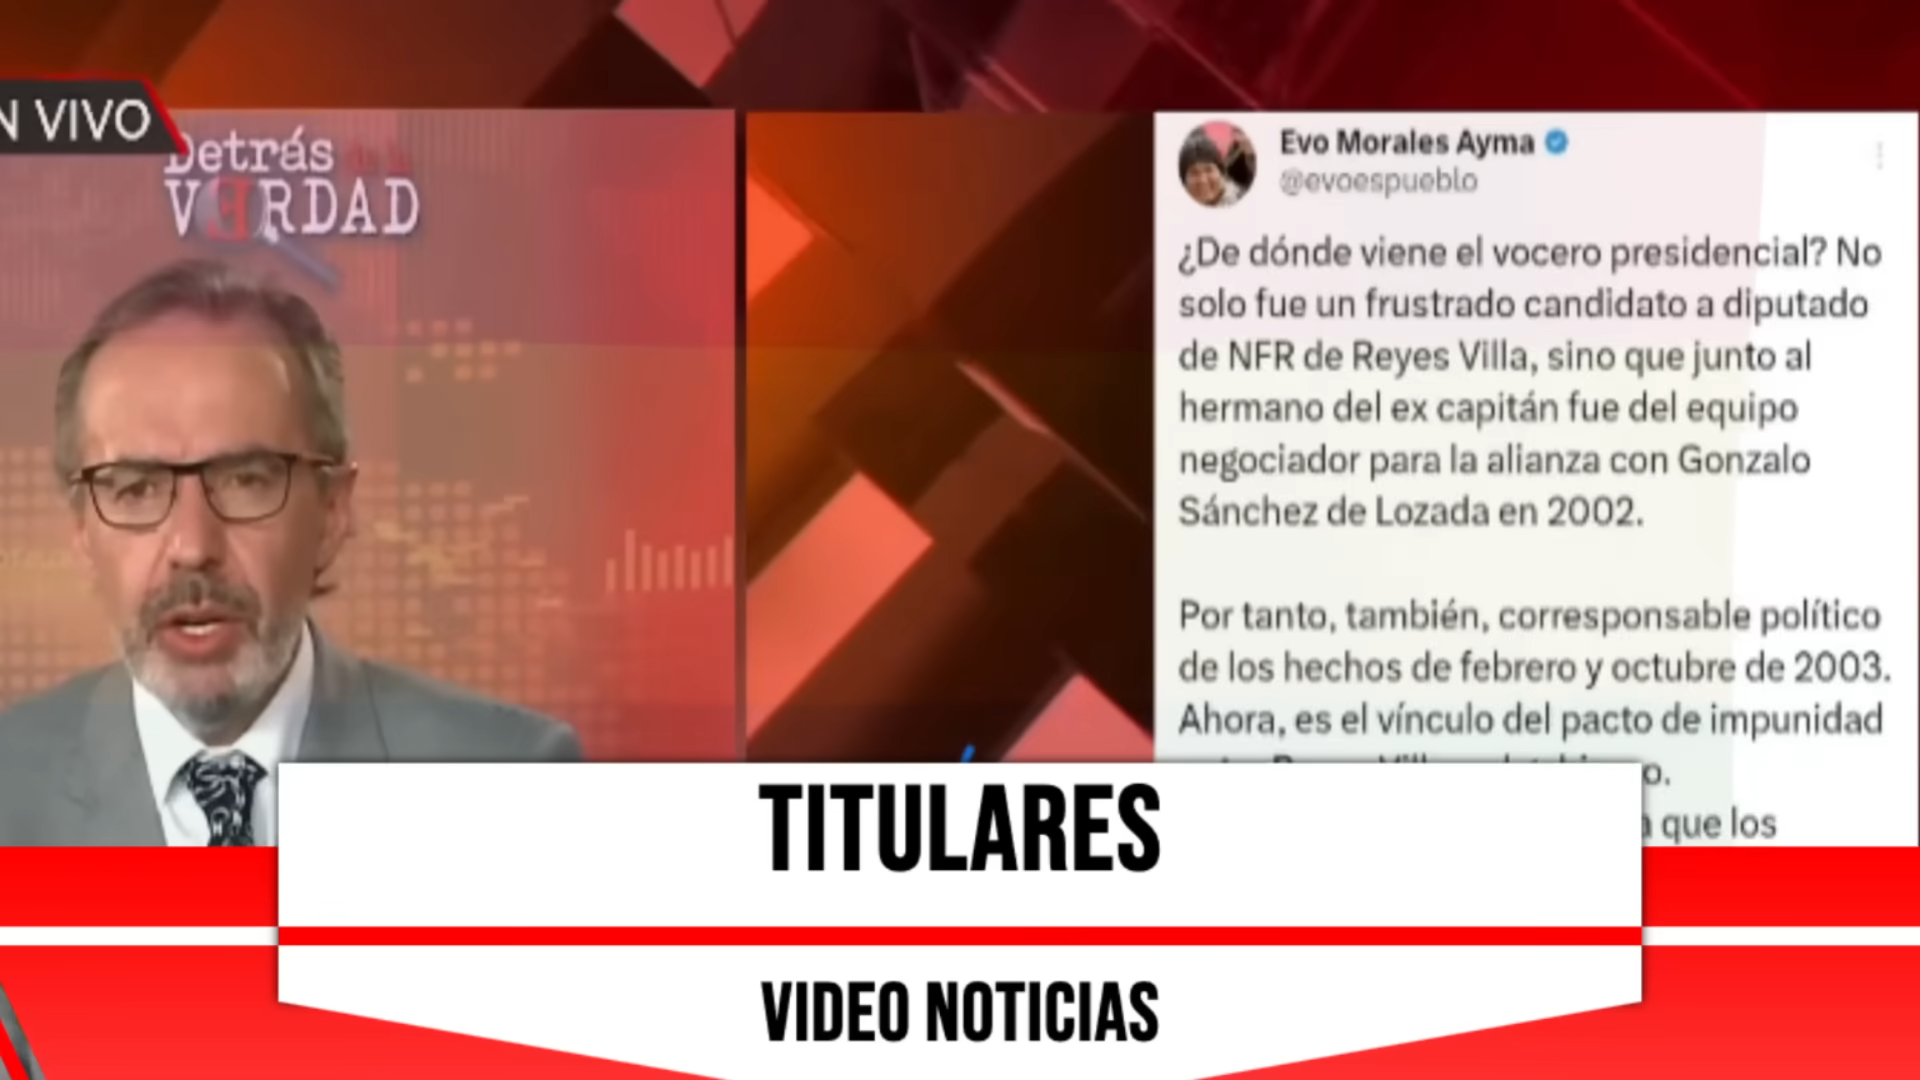 N VIVO
Detrás
VERDAD
Evo Morales Ayma
@evoespueblo
¿De dónde viene el vocero presidencial? No
solo fue un frustrado candidato a diputado
de NFR de Reyes Villa, sino que junto al
hermano del ex capitán fue del equipo
negociador para la alianza con Gonzalo
Sánchez de Lozada en 2002.
Por tanto, también, corresponsable político
de los hechos de febrero y octubre de 2003.
Ahora, es el vínculo del pacto de impunidad
que los
TITULARES
VIDEO NOTICIAS